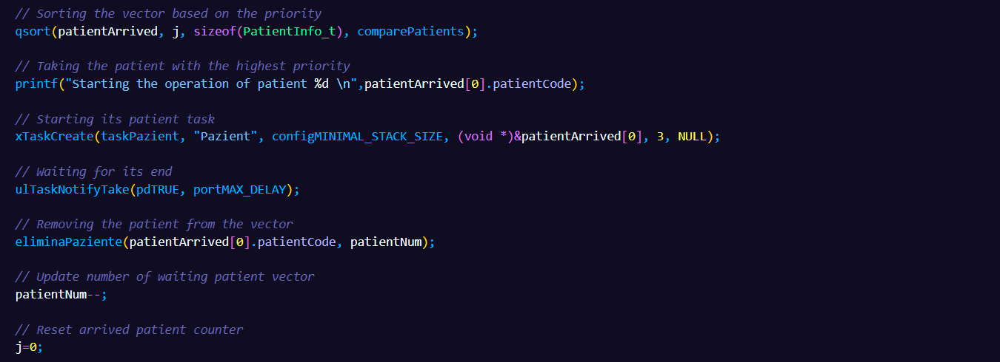 // Sorting the vector based on the priority
qsort(patientArrived, j, sizeof(PatientInfo_t), comparePatients);
// Taking the patient with the highest priority
printf("Starting the operation of patient %d \n",patientArrived[0].patientCode);
// Starting its patient task
xTaskCreate(taskPazient, "Pazient", configMINIMAL_STACK_SIZE, (void *)&patientArrived[0], 3, NULL);
// Waiting for its end
ulTaskNotifyTake(pdTRUE, portMAX_DELAY);
// Removing the patient from the vector
eliminaPaziente(patientArrived[0].patientCode, patientNum);
// Update number of waiting patient vector
patientNum--;
// Reset arrived patient counter
j=0;